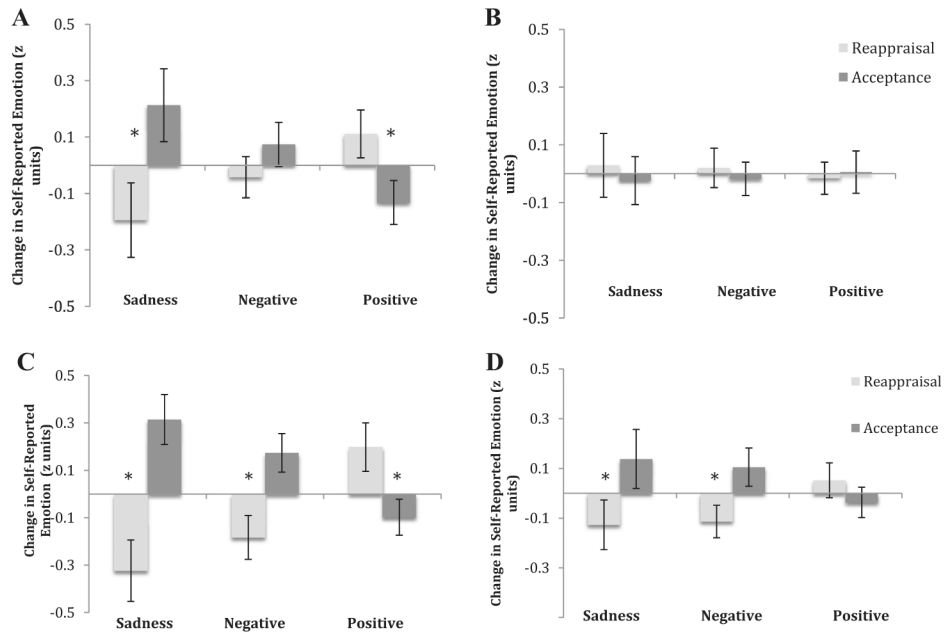 A
Change in Self-Reported Emotion (z
units)
0.5
0.3
0.1
-0.1
-0.3
-0.5
*
*
Sadness
Negative
Positive
B
Change in Self-Reported Emotion (z
units)
0.5
0.3
0.1
-0.1
-0.3
-0.5
Reappraisal
Acceptance
Sadness
Negative
Positive
C
Change in Self-Reported
Emotion (z units)
0.5
0.3
0.1
-0.1
-0.3
-0.5
*
*
*
Sadness
Negative
Positive
D
Change in Self-Reported Emotion (z
units)
0.5
0.3
0.1
-0.1
-0.3
-0.5
Reappraisal
Acceptance
*
*
Sadness
Negative
Positive